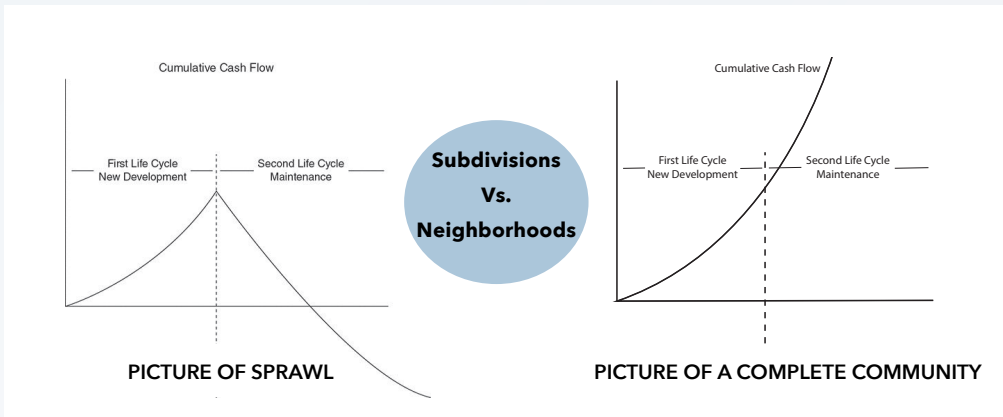 Cumulative Cash Flow
First Life Cycle
New Development
Second Life Cycle
Maintenance
PICTURE OF SPRAWL
Subdivisions
Vs.
Neighborhoods
Cumulative Cash Flow
First Life Cycle
New Development
Second Life Cycle
Maintenance
PICTURE OF A COMPLETE COMMUNITY